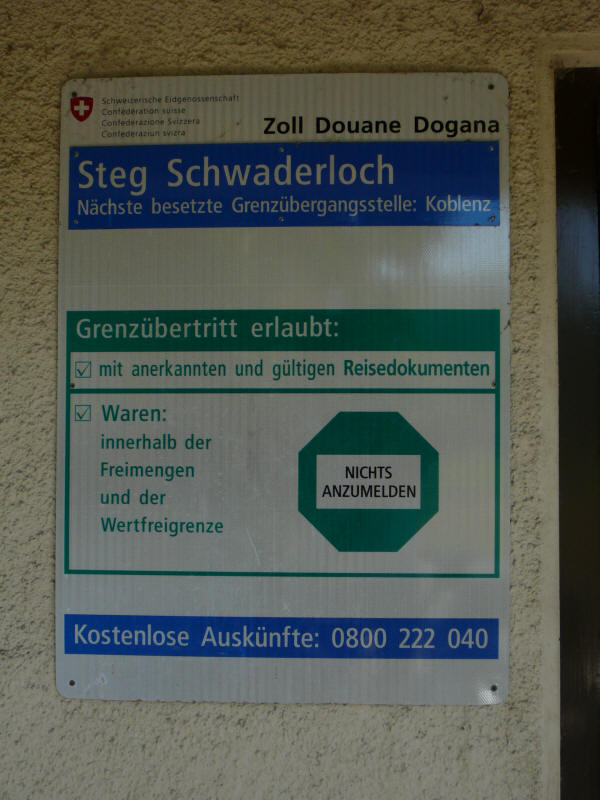 Schweizerische Eidgenossenschaft
Confédération suisse
Confederazione Svizzera
Confederaziun svizra
Zoll Douane Dogana
Steg Schwaderloch
Nächste besetzte Grenzübergangsstelle: Koblenz
Grenzübertritt erlaubt:
☑ mit anerkannten und gültigen Reisedokumenten
☑ Waren:
innerhalb der
Freimengen
und der
Wertfreigrenze
NICHTS
ANZUMELDEN
Kostenlose Auskünfte: 0800 222 040